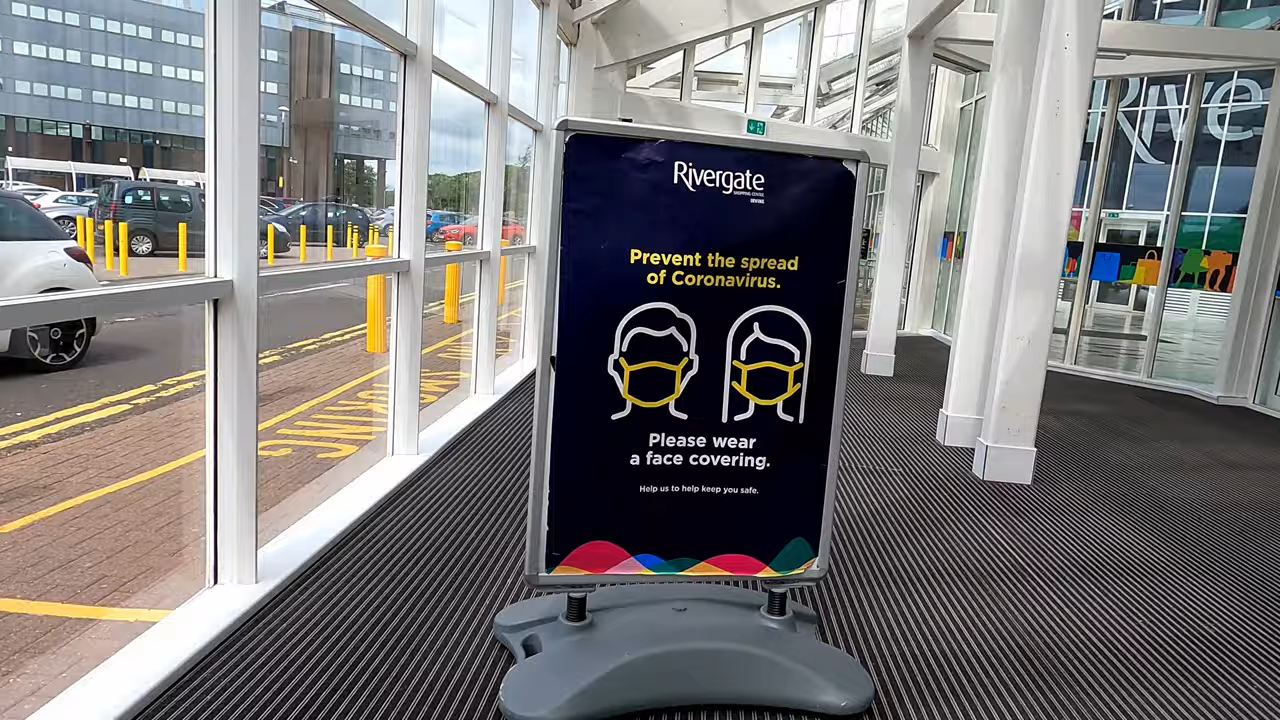 Rivergate
SHOPPING CENTRE
IRVINE
Prevent the spread
of Coronavirus.
Please wear
a face covering.
Help us to help keep you safe.
Rive